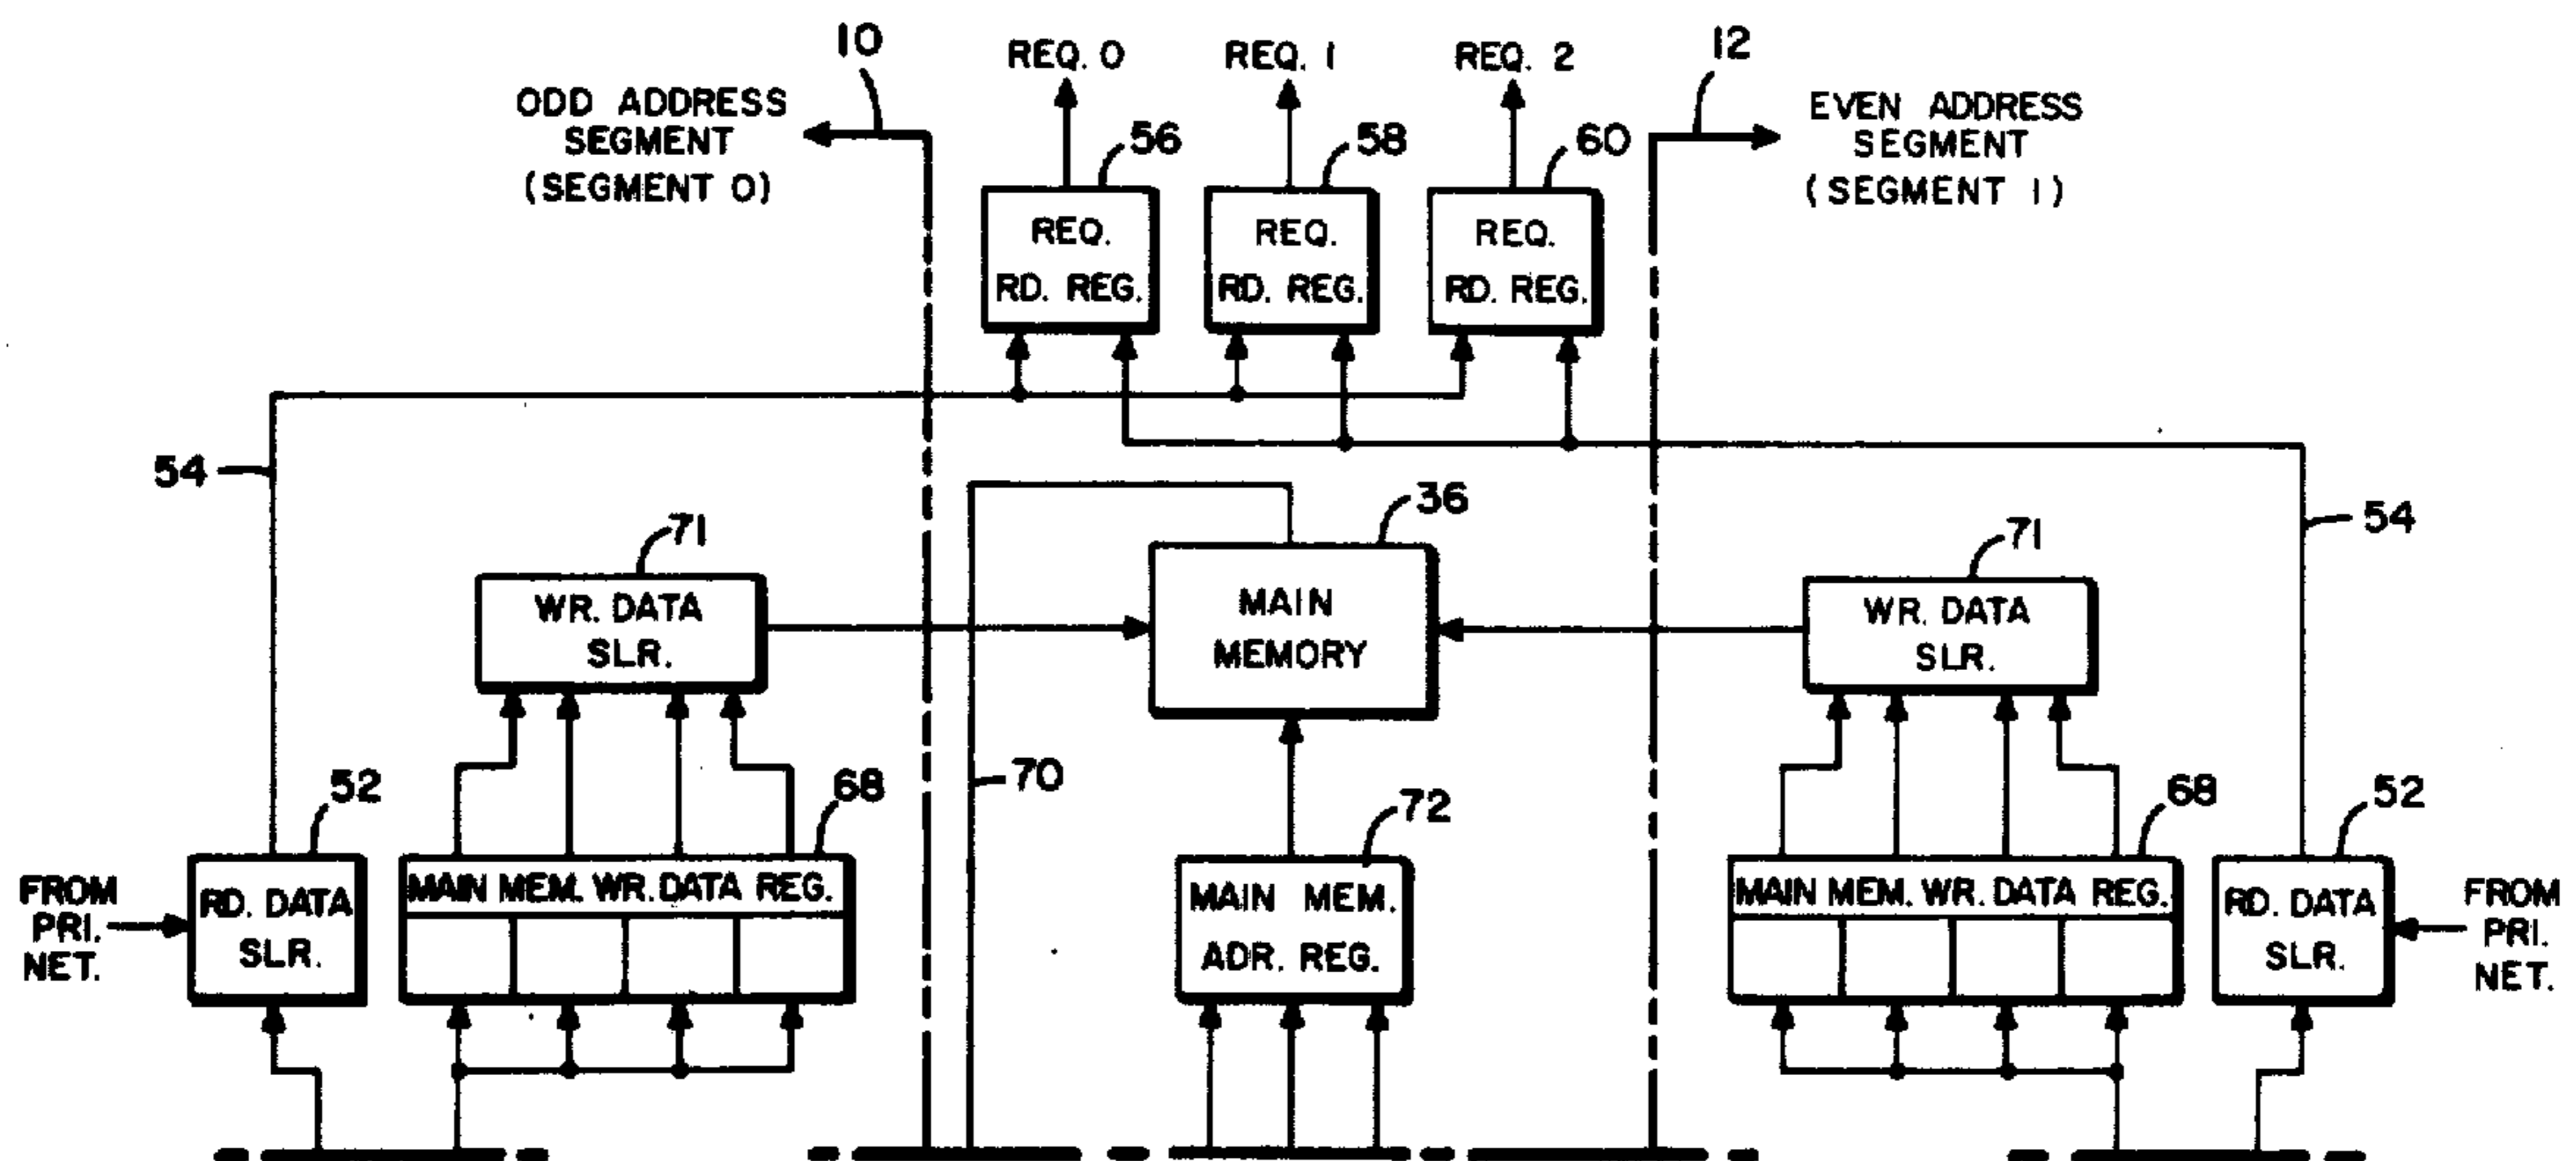 10
REQ. 0
REQ. 1
REQ. 2
12
ODD ADDRESS
SEGMENT
(SEGMENT 0)
EVEN ADDRESS
SEGMENT
(SEGMENT 1)
56
58
60
REQ.
RD. REG.
REQ.
RD. REG.
REQ.
RD. REG.
54
54
71
36
71
WR. DATA
SLR.
MAIN
MEMORY
WR. DATA
SLR.
52
68
70
72
68
52
FROM
PRI.
NET.
RD. DATA
SLR.
MAIN MEM. WR. DATA REG.
MAIN MEM.
ADR. REG.
MAIN MEM. WR. DATA REG.
RD. DATA
SLR.
FROM
PRI.
NET.